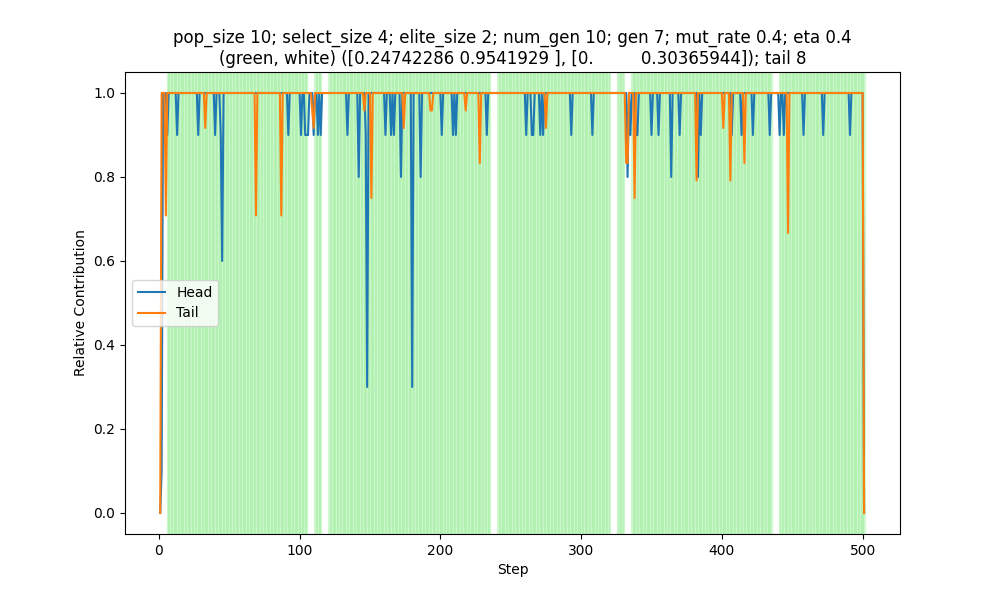 pop_size 10; select_size 4; elite_size 2; num_gen 10; gen 7; mut_rate 0.4; eta 0.4
(green, white) ([0.24742286 0.9541929 ], [0.         0.30365944]); tail 8
Relative Contribution
1.0
0.8
0.6
0.4
0.2
0.0
Head
Tail
0
100
200
300
400
500
Step